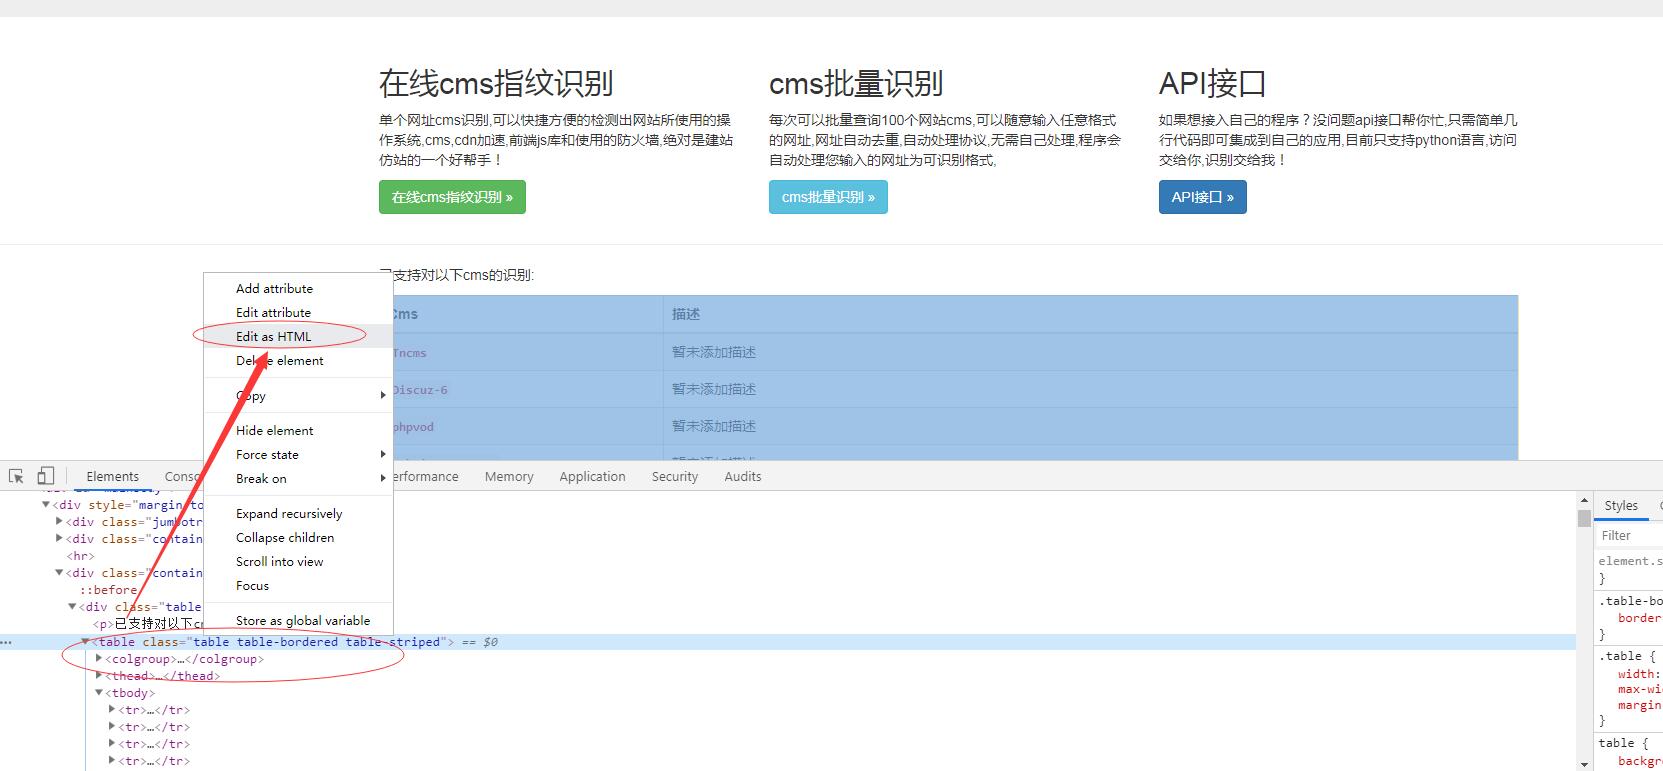 在线cms指纹识别
单个网址cms识别,可以快捷方便的检测出网站所使用的操
作系统,cms,cdn加速,前端js库和使用的防火墙,绝对是建站
仿站的一个好帮手！
在线cms指纹识别 »
cms批量识别
每次可以批量查询100个网站cms,可以随意输入任意格式
的网址,网址自动去重,自动处理协议,无需自己处理,程序会
自动处理您输入的网址为可识别格式,
cms批量识别 »
API接口
如果想接入自己的程序？没问题api接口帮你忙,只需简单几
行代码即可集成到自己的应用,目前只支持python语言,访问
交给你,识别交给我！
API接口 »
支持对以下cms的识别:
Cms 描述
Tncms 暂未添加描述
Discuz-6 暂未添加描述
phpvod 暂未添加描述
Add attribute
Edit attribute
Edit as HTML
Delete element
Copy
Hide element
Force state
Break on
Expand recursively
Collapse children
Scroll into view
Focus
Store as global variable
Elements Conso erformance Memory Application Security Audits
<div style="margin-to
<div class="jumbotr
<div class="contain
<hr>
<div class="contain
::before
<div class="table
<p>已支持对以下c
<table class="table table-bordered table-striped"> == $0
<colgroup>…</colgroup>
<thead>…</thead>
<tbody>
<tr>…</tr>
<tr>…</tr>
<tr>…</tr>
<tr>…</tr>
Styles
Filter
element.s
}
.table-bo
border
}
.table {
width:
max-wi
margin
}
table {
backgr